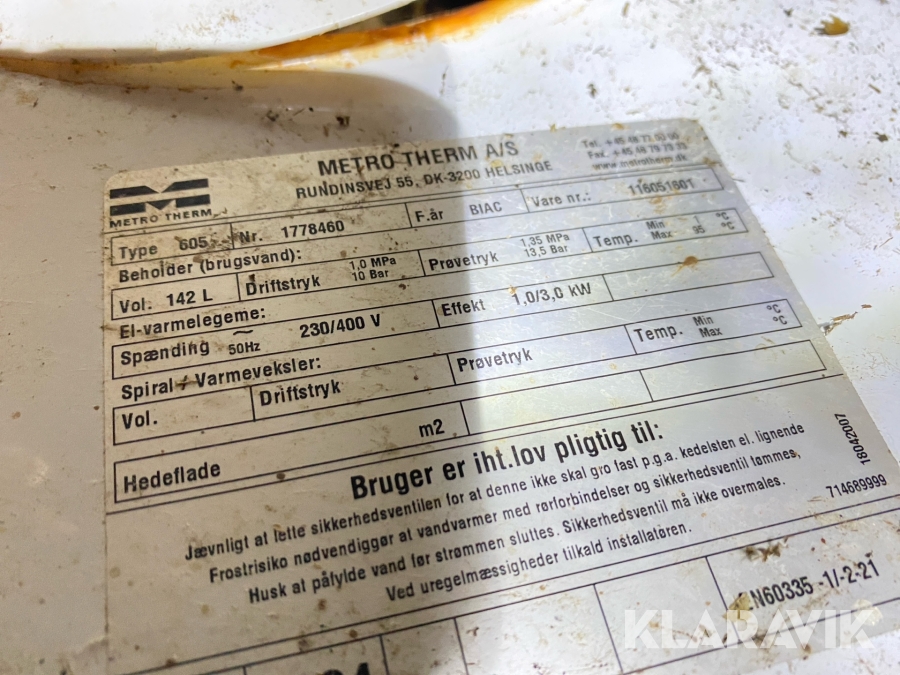 METRO THERM A/S
RUNDINSVEJ 55, DK-3200 HELSINGE
www.metrotherm.dk
METRO THERM
Type 605 Nr. 1778460 F.år BIAC Vare nr.: 116051801
Beholder (brugsvand):
Vol. 142 L Driftstryk 1,0 MPa 10 Bar Prøvetryk 1,35 MPa 13,5 Bar Temp. Min 1 °C Max 95 °C
El-varmelegeme:
Spænding ~ 50Hz 230/400 V Effekt 1,0/3,0 kW
Spiral / Varmeveksler:
Vol. Driftstryk Prøvetryk Temp. Min °C Max °C
Hedeflade m2
Bruger er iht.lov pligtig til:
Jævnligt at lette sikkerhedsventilen for at denne ikke skal gro fast p.g.a. kedelsten el. lignende
Frostrisiko nødvendiggør at vandvarmer med rørforbindelser og sikkerhedsventil tømmes.
Husk at påfylde vand før strømmen sluttes. Sikkerhedsventil må ikke overmales.
Ved uregelmæssigheder tilkald installatøren.
18042007
714689999
EN60335-1/-2-21
KLARAVIK